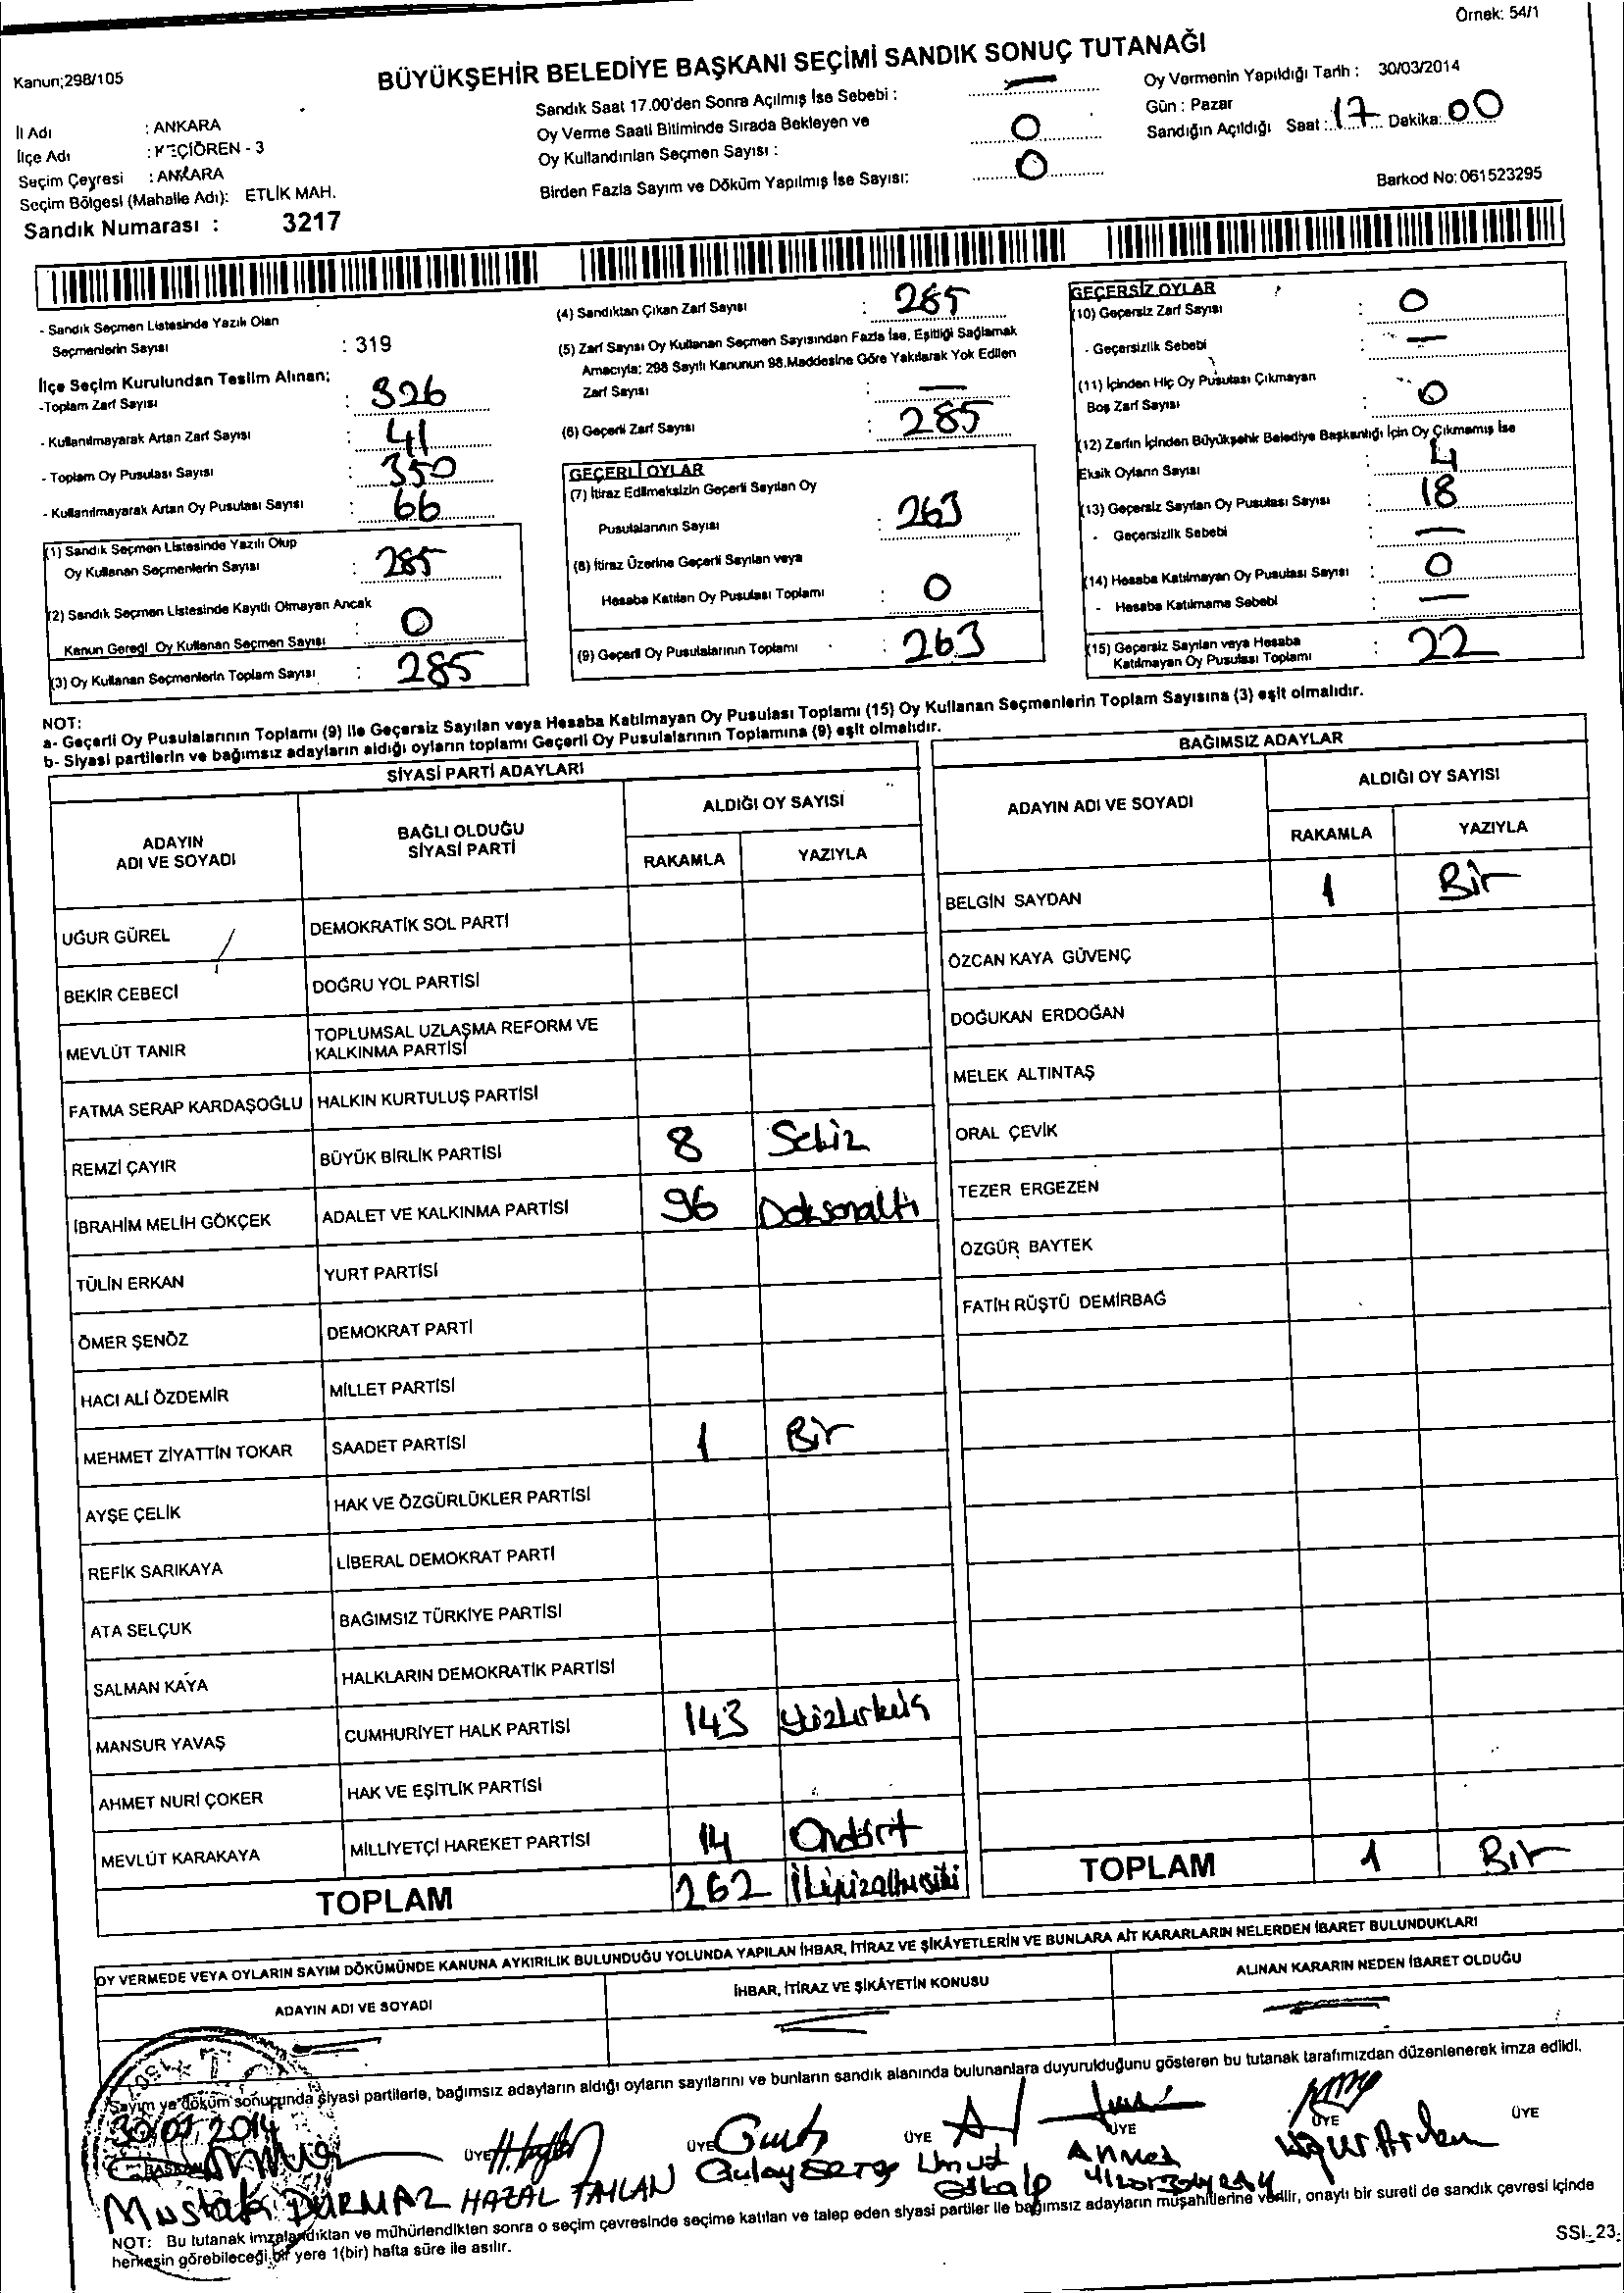 Örnek: 54/1
Kanun;298/105
BÜYÜKŞEHİR BELEDİYE BAŞKANI SEÇİMİ SANDIK SONUÇ TUTANAĞI
İl Adı : ANKARA
İlçe Adı : KEÇİÖREN - 3
Seçim Çevresi : ANKARA
Seçim Bölgesi (Mahalle Adı): ETLİK MAH.
Sandık Numarası : 3217
Sandık Saat 17.00'den Sonra Açılmış İse Sebebi : —
Oy Verme Saati Bitiminde Sırada Bekleyen ve
Oy Kullandırılan Seçmen Sayısı : 0
Birden Fazla Sayım ve Döküm Yapılmış İse Sayısı: 0
Oy Vermenin Yapıldığı Tarih : 30/03/2014
Gün : Pazar
Sandığın Açıldığı Saat : 17 Dakika: 00
Barkod No: 061523295
- Sandık Seçmen Listesinde Yazılı Olan
Seçmenlerin Sayısı : 319
İlçe Seçim Kurulundan Teslim Alınan;
-Toplam Zarf Sayısı : 326
- Kullanılmayarak Artan Zarf Sayısı : 41
- Toplam Oy Pusulası Sayısı : 350
- Kullanılmayarak Artan Oy Pusulası Sayısı : 66
(1) Sandık Seçmen Listesinde Yazılı Olup
Oy Kullanan Seçmenlerin Sayısı : 285
(2) Sandık Seçmen Listesinde Kayıtlı Olmayan Ancak
Kanun Gereği Oy Kullanan Seçmen Sayısı : 0
(3) Oy Kullanan Seçmenlerin Toplam Sayısı : 285
(4) Sandıktan Çıkan Zarf Sayısı : 285
(5) Zarf Sayısı Oy Kullanan Seçmen Sayısından Fazla İse, Eşitliği Sağlamak
Amacıyla; 298 Sayılı Kanunun 98.Maddesine Göre Yakılarak Yok Edilen
Zarf Sayısı : —
(6) Geçerli Zarf Sayısı : 285
GEÇERLİ OYLAR
(7) İtiraz Edilmeksizin Geçerli Sayılan Oy
Pusulalarının Sayısı : 263
(8) İtiraz Üzerine Geçerli Sayılan veya
Hesaba Katılan Oy Pusulası Toplamı : 0
(9) Geçerli Oy Pusulalarının Toplamı : 263
GEÇERSİZ OYLAR
(10) Geçersiz Zarf Sayısı : 0
- Geçersizlik Sebebi : —
(11) İçinden Hiç Oy Pusulası Çıkmayan
Boş Zarf Sayısı : 0
(12) Zarfın İçinden Büyükşehir Belediye Başkanlığı İçin Oy Çıkmamış İse
Eksik Oyların Sayısı : 4
(13) Geçersiz Sayılan Oy Pusulası Sayısı : 18
- Geçersizlik Sebebi : —
(14) Hesaba Katılmayan Oy Pusulası Sayısı : 0
- Hesaba Katılmama Sebebi : —
(15) Geçersiz Sayılan veya Hesaba
Katılmayan Oy Pusulası Toplamı : 22
NOT:
a- Geçerli Oy Pusulalarının Toplamı (9) ile Geçersiz Sayılan veya Hesaba Katılmayan Oy Pusulası Toplamı (15) Oy Kullanan Seçmenlerin Toplam Sayısına (3) eşit olmalıdır.
b- Siyasi partilerin ve bağımsız adayların aldığı oyların toplamı Geçerli Oy Pusulalarının Toplamına (9) eşit olmalıdır.
SİYASİ PARTİ ADAYLARI
ADAYIN ADI VE SOYADI
BAĞLI OLDUĞU SİYASİ PARTİ
ALDIĞI OY SAYISI
RAKAMLA YAZIYLA
UĞUR GÜREL DEMOKRATİK SOL PARTİ
BEKİR CEBECİ DOĞRU YOL PARTİSİ
MEVLÜT TANIR TOPLUMSAL UZLAŞMA REFORM VE KALKINMA PARTİSİ
FATMA SERAP KARDAŞOĞLU HALKIN KURTULUŞ PARTİSİ
REMZİ ÇAYIR BÜYÜK BİRLİK PARTİSİ 8 Sekiz
İBRAHİM MELİH GÖKÇEK ADALET VE KALKINMA PARTİSİ 96 Doksanaltı
TÜLİN ERKAN YURT PARTİSİ
ÖMER ŞENÖZ DEMOKRAT PARTİ
HACI ALİ ÖZDEMİR MİLLET PARTİSİ
MEHMET ZİYATTİN TOKAR SAADET PARTİSİ 1 Bir
AYŞE ÇELİK HAK VE ÖZGÜRLÜKLER PARTİSİ
REFİK SARIKAYA LİBERAL DEMOKRAT PARTİ
ATA SELÇUK BAĞIMSIZ TÜRKİYE PARTİSİ
SALMAN KAYA HALKLARIN DEMOKRATİK PARTİSİ
MANSUR YAVAŞ CUMHURİYET HALK PARTİSİ 143
AHMET NURİ ÇOKER HAK VE EŞİTLİK PARTİSİ
MEVLÜT KARAKAYA MİLLİYETÇİ HAREKET PARTİSİ 14 Ondört
TOPLAM 262
BAĞIMSIZ ADAYLAR
ADAYIN ADI VE SOYADI
ALDIĞI OY SAYISI
RAKAMLA YAZIYLA
BELGİN SAYDAN 1 Bir
ÖZCAN KAYA GÜVENÇ
DOĞUKAN ERDOĞAN
MELEK ALTINTAŞ
ORAL ÇEVİK
TEZER ERGEZEN
ÖZGÜR BAYTEK
FATİH RÜŞTÜ DEMİRBAĞ
TOPLAM 1 Bir
OY VERMEDE VEYA OYLARIN SAYIM DÖKÜMÜNDE KANUNA AYKIRILIK BULUNDUĞU YOLUNDA YAPILAN İHBAR, İTİRAZ VE ŞİKÂYETLERİN VE BUNLARA AİT KARARLARIN NELERDEN İBARET BULUNDUKLARI
ADAYIN ADI VE SOYADI
İHBAR, İTİRAZ VE ŞİKÂYETİN KONUSU
ALINAN KARARIN NEDEN İBARET OLDUĞU
Sayım ve döküm sonucunda siyasi partilerle, bağımsız adayların aldığı oyların sayılarını ve bunların sandık alanında bulunanlara duyurulduğunu gösteren bu tutanak tarafımızdan düzenlenerek imza edildi.
30/03/2014
BAŞKAN ÜYE ÜYE ÜYE ÜYE ÜYE ÜYE
Mustafa DURMAZ HAZAL TAHLAN Gülay Umut Gökalp Ahmed Uğur Arıkan
NOT: Bu tutanak imzalandıktan ve mühürlendikten sonra o seçim çevresinde seçime katılan ve talep eden siyasi partiler ile bağımsız adayların müşahitlerine verilir, onaylı bir sureti de sandık çevresi içinde
herkesin görebileceği bir yere 1(bir) hafta süre ile asılır.
SSI_23